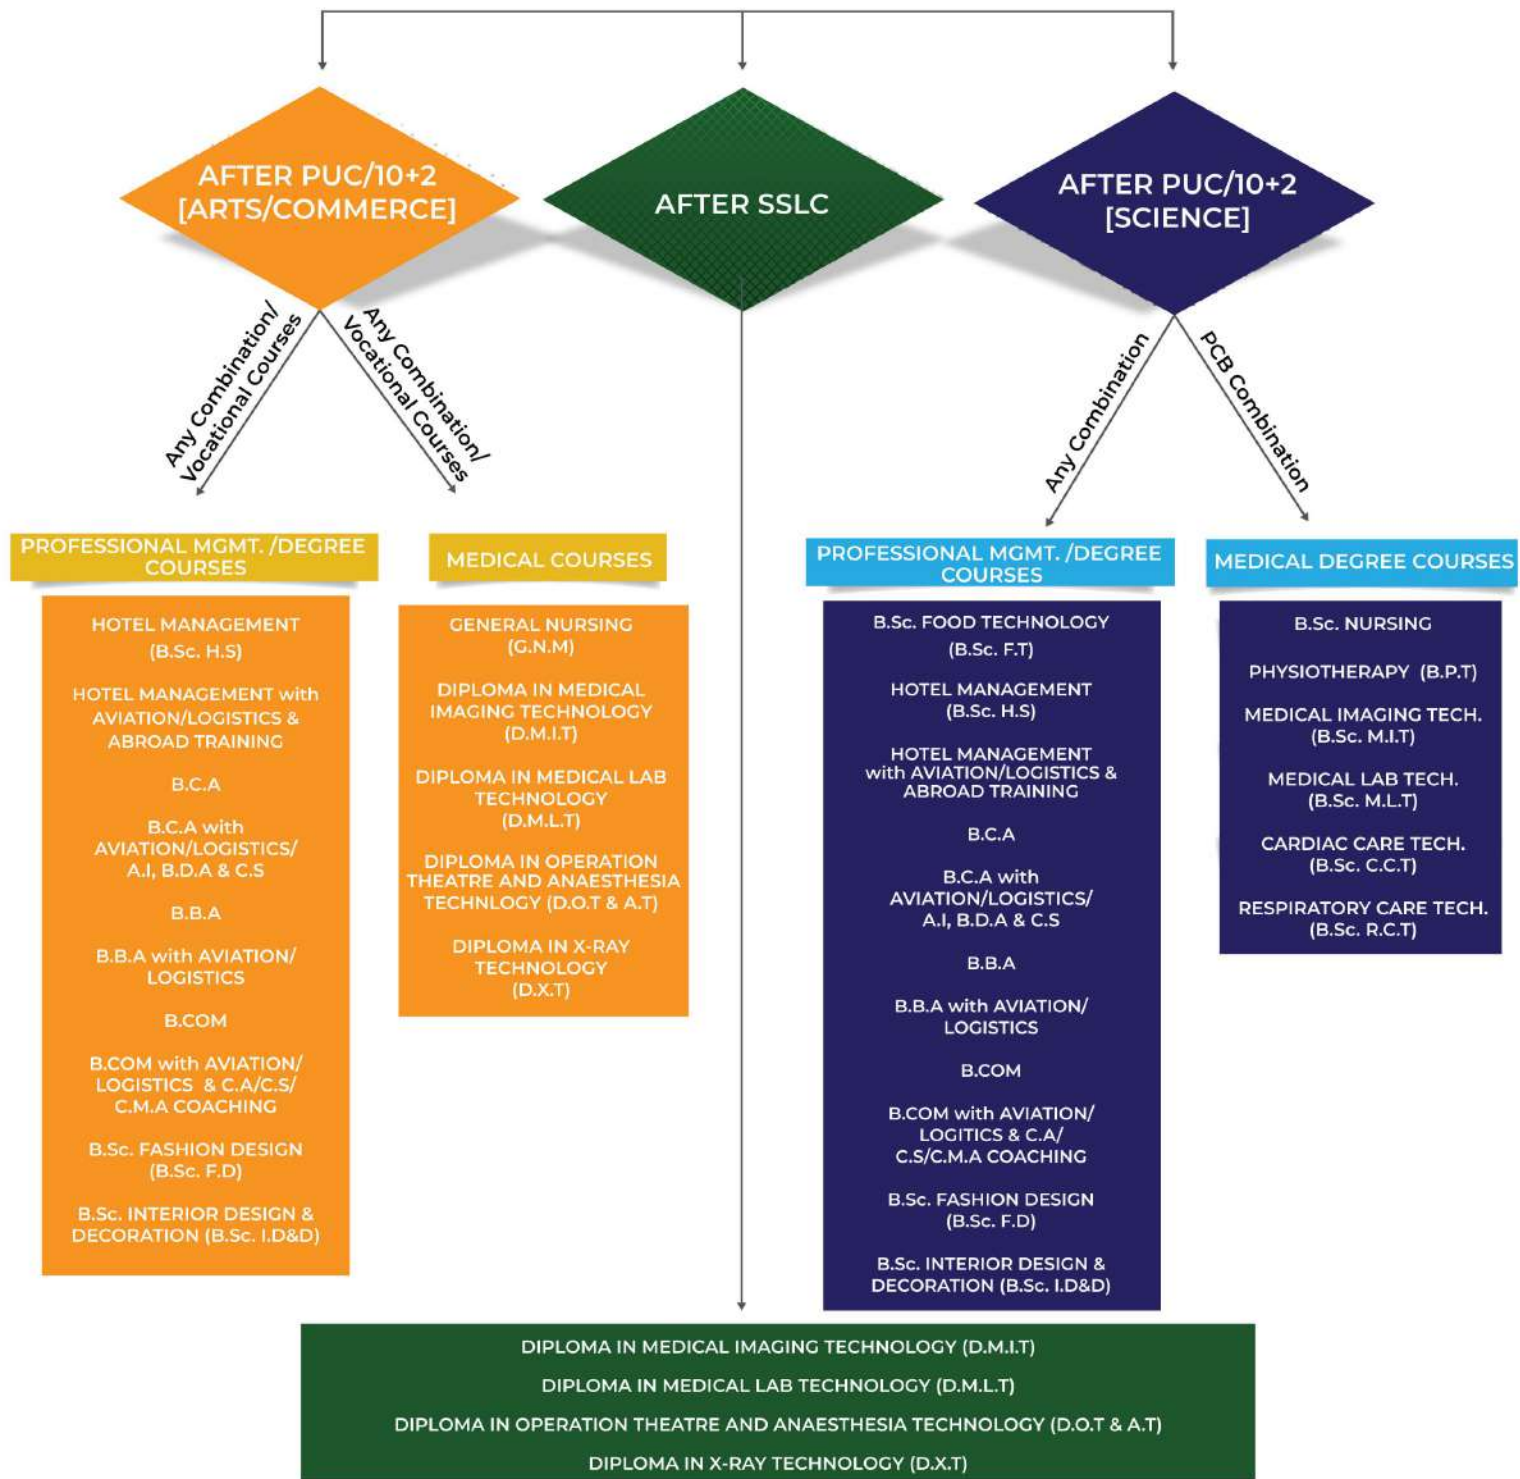 AFTER PUC/10+2
[ARTS/COMMERCE]
AFTER SSLC
AFTER PUC/10+2
[SCIENCE]
Any Combination/
Vocational Courses
Any Combination/
Vocational Courses
Any Combination
PCB Combination
PROFESSIONAL MGMT. /DEGREE
COURSES
HOTEL MANAGEMENT
(B.Sc. H.S)
HOTEL MANAGEMENT with
AVIATION/LOGISTICS &
ABROAD TRAINING
B.C.A
B.C.A with
AVIATION/LOGISTICS/
A.I, B.D.A & C.S
B.B.A
B.B.A with AVIATION/
LOGISTICS
B.COM
B.COM with AVIATION/
LOGISTICS & C.A/C.S/
C.M.A COACHING
B.Sc. FASHION DESIGN
(B.Sc. F.D)
B.Sc. INTERIOR DESIGN &
DECORATION (B.Sc. I.D&D)
MEDICAL COURSES
GENERAL NURSING
(G.N.M)
DIPLOMA IN MEDICAL
IMAGING TECHNOLOGY
(D.M.I.T)
DIPLOMA IN MEDICAL LAB
TECHNOLOGY
(D.M.L.T)
DIPLOMA IN OPERATION
THEATRE AND ANAESTHESIA
TECHNLOGY (D.O.T & A.T)
DIPLOMA IN X-RAY
TECHNOLOGY
(D.X.T)
PROFESSIONAL MGMT. /DEGREE
COURSES
B.Sc. FOOD TECHNOLOGY
(B.Sc. F.T)
HOTEL MANAGEMENT
(B.Sc. H.S)
HOTEL MANAGEMENT
with AVIATION/LOGISTICS &
ABROAD TRAINING
B.C.A
B.C.A with
AVIATION/LOGISTICS/
A.I, B.D.A & C.S
B.B.A
B.B.A with AVIATION/
LOGISTICS
B.COM
B.COM with AVIATION/
LOGITICS & C.A/
C.S/C.M.A COACHING
B.Sc. FASHION DESIGN
(B.Sc. F.D)
B.Sc. INTERIOR DESIGN &
DECORATION (B.Sc. I.D&D)
MEDICAL DEGREE COURSES
B.Sc. NURSING
PHYSIOTHERAPY (B.P.T)
MEDICAL IMAGING TECH.
(B.Sc. M.I.T)
MEDICAL LAB TECH.
(B.Sc. M.L.T)
CARDIAC CARE TECH.
(B.Sc. C.C.T)
RESPIRATORY CARE TECH.
(B.Sc. R.C.T)
DIPLOMA IN MEDICAL IMAGING TECHNOLOGY (D.M.I.T)
DIPLOMA IN MEDICAL LAB TECHNOLOGY (D.M.L.T)
DIPLOMA IN OPERATION THEATRE AND ANAESTHESIA TECHNOLOGY (D.O.T & A.T)
DIPLOMA IN X-RAY TECHNOLOGY (D.X.T)